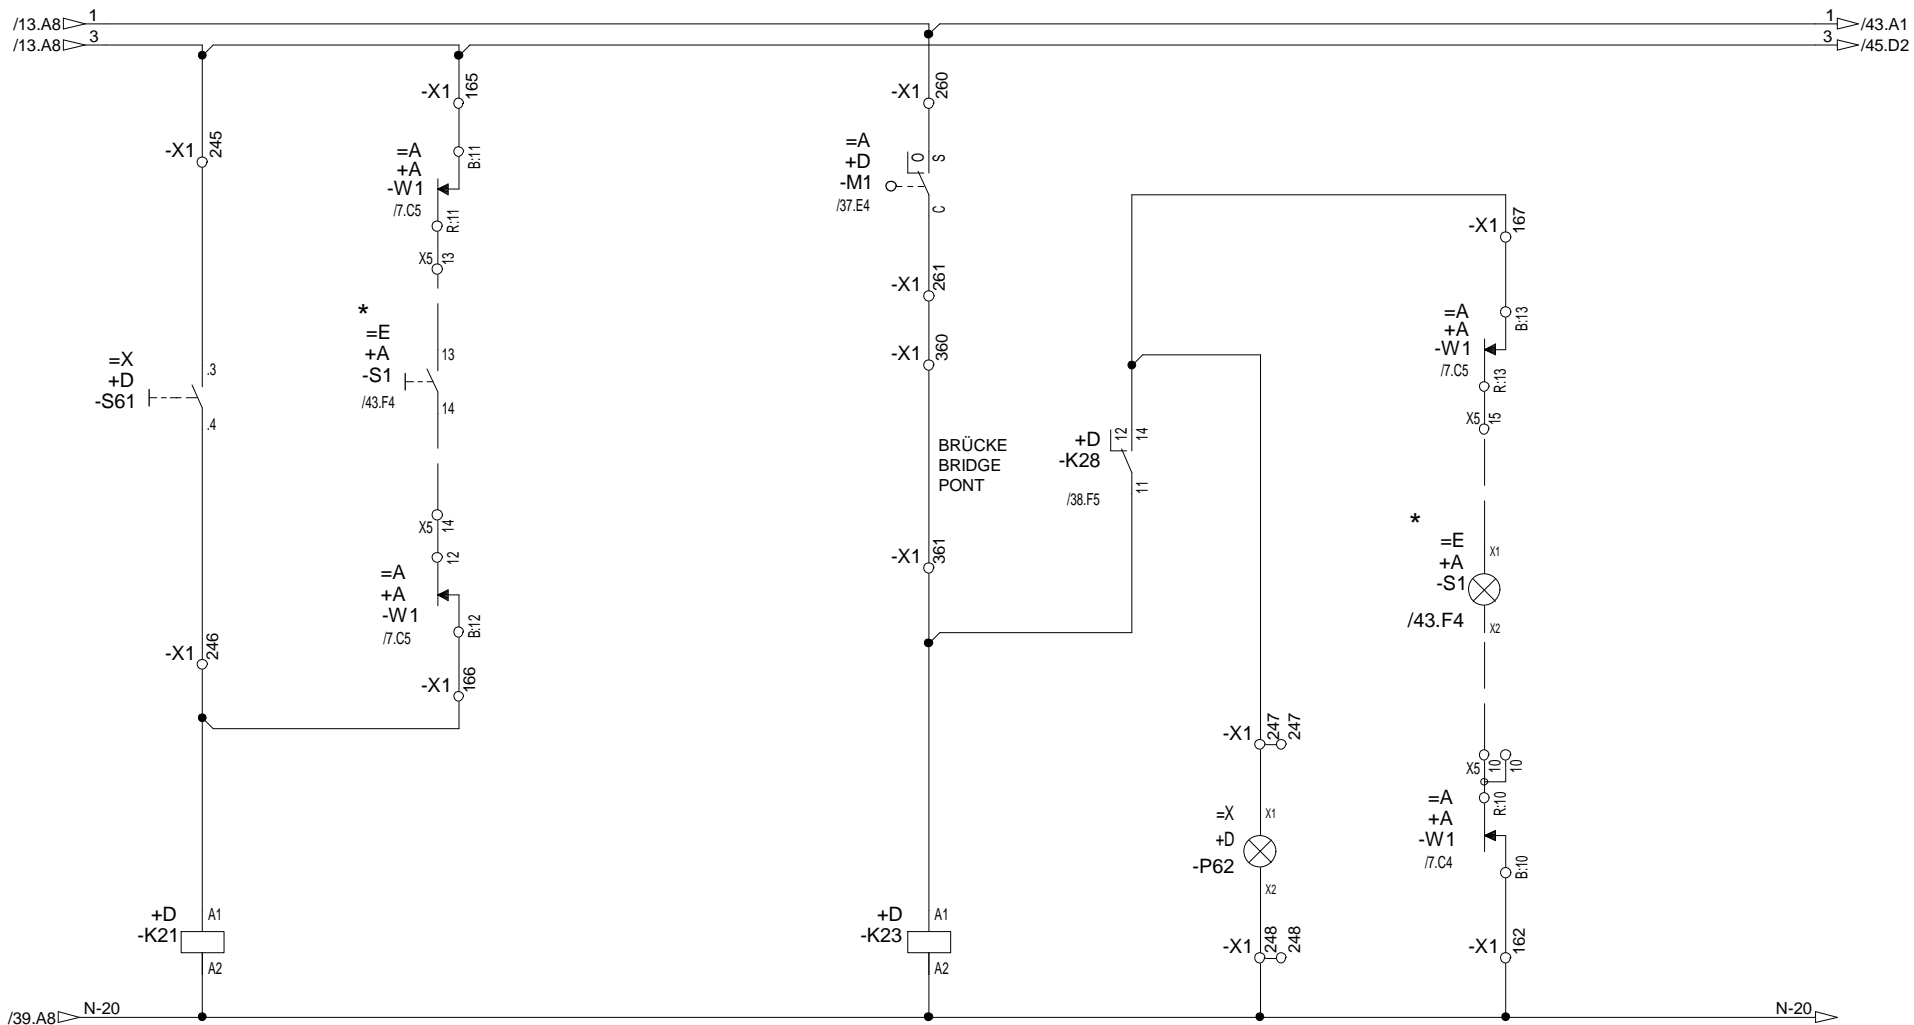 /13.A8 1 1 /43.A1
/13.A8 3 3 /45.D2
-X1 245
=X
+D
-S61
.3
.4
-X1 246
+D
-K21
A1
A2
-X1 165
=A
+A
-W1
/7.C5
B:11
R:11
X5 13
*
=E
+A
-S1
/43.F4
13
14
X5 14
12
=A
+A
-W1
/7.C5
B:12
-X1 166
-X1 260
=A
+D
-M1
/37.E4
O S
C
-X1 261
-X1 360
BRÜCKE
BRIDGE
PONT
-X1 361
+D
-K23
A1
A2
+D
-K28
/38.F5
12 14
11
-X1 247 247
=X
+D
-P62
X1
X2
-X1 248 248
-X1 167
=A
+A
-W1
/7.C5
B:13
R:13
X5 15
*
=E
+A
-S1
/43.F4
X1
X2
X5 10 10
R:10
=A
+A
-W1
/7.C4
B:10
-X1 162
/39.A8 N-20 N-20